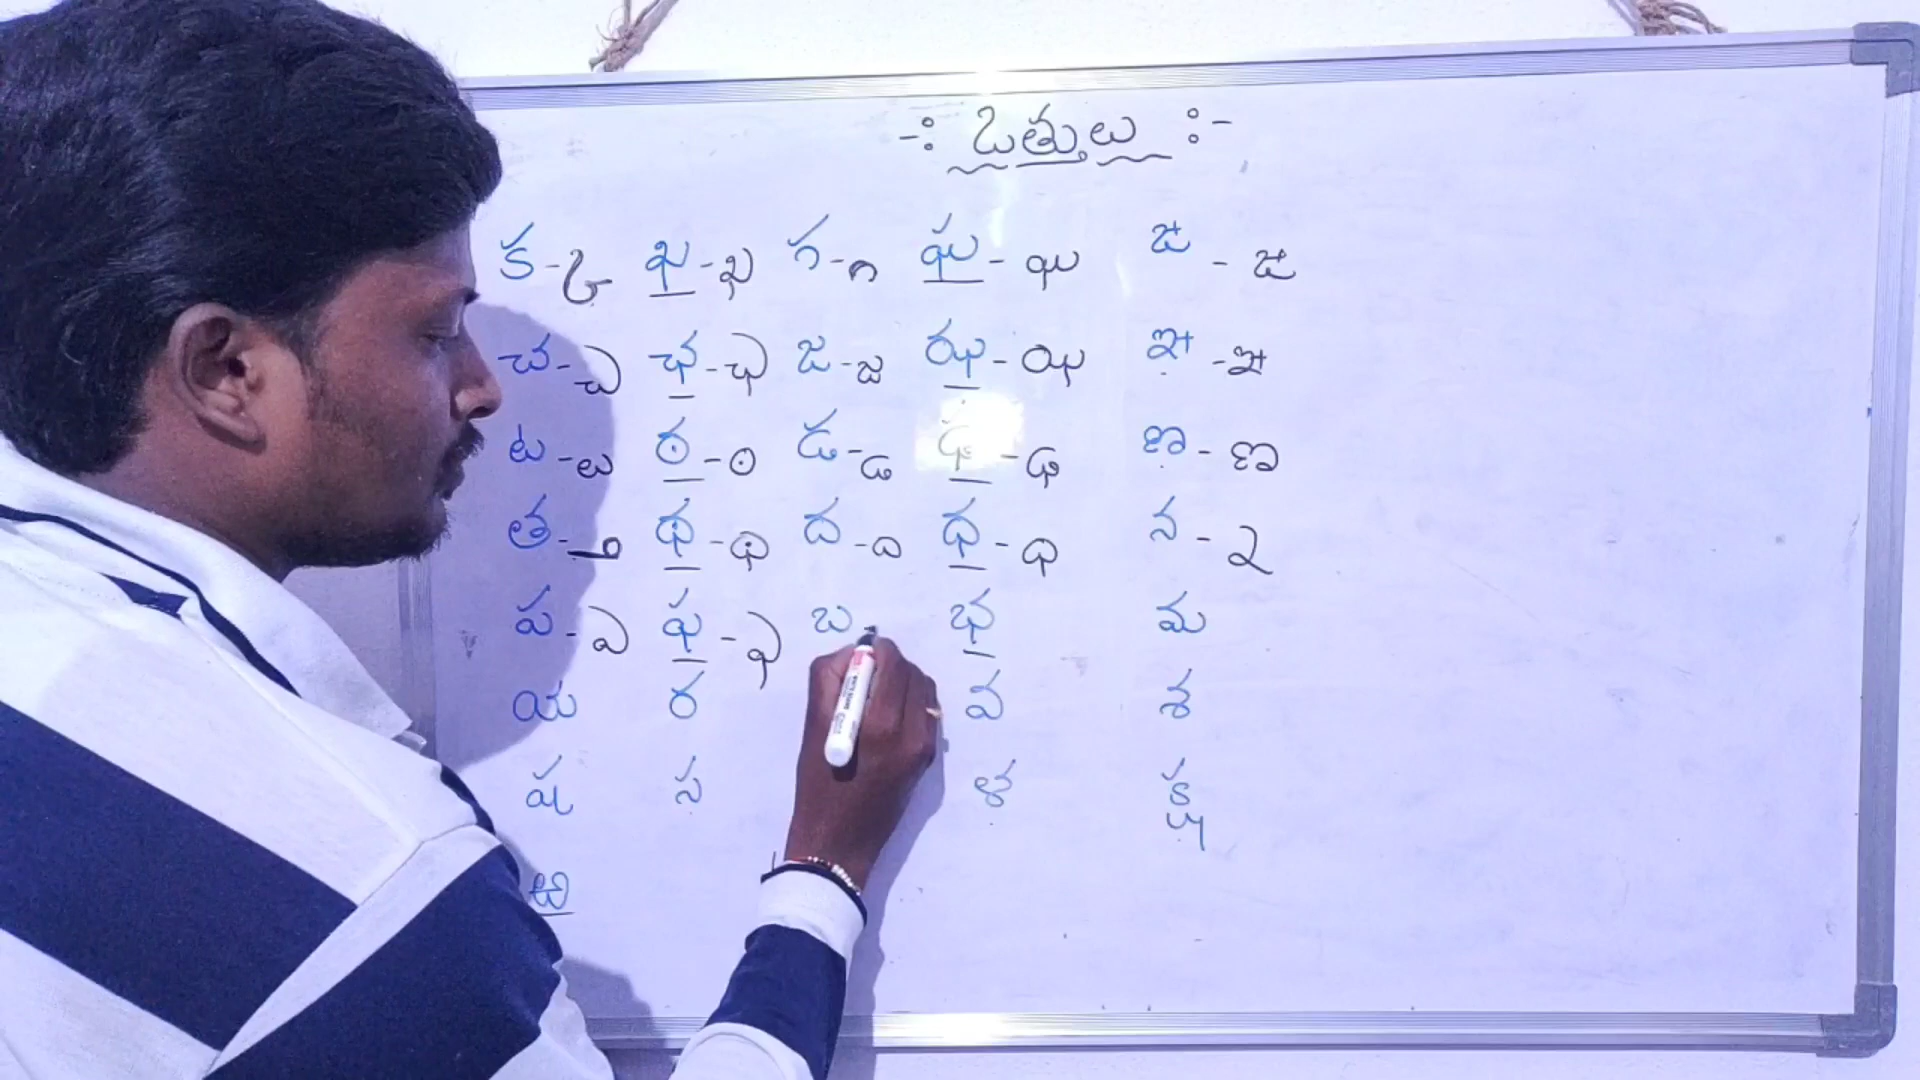 -: ఒత్తులు :-
క - ్క ఖ - ్ఖ గ - ్గ ఘ - ్ఘ ఙ - ్ఙ
చ - ్చ ఛ - ్ఛ జ - ్జ ఝ - ్ఝ ఞ - ్ఞ
ట - ్ట ఠ - ్ఠ డ - ్డ ఢ - ్ఢ ణ - ్ణ
త - ్త థ - ్థ ద - ్ద ధ - ్ధ న - ్న
ప - ్ప ఫ - ్ఫ బ - భ మ
య ర వ శ
ష స ళ క్ష
ఱ